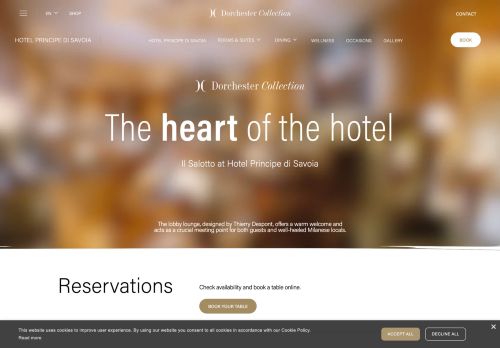 EN
SHOP
Dorchester Collection
CONTACT
HOTEL PRINCIPE DI SAVOIA
HOTEL PRINCIPE DI SAVOIA
ROOMS & SUITES
DINING
WELLNESS
OCCASIONS
GALLERY
BOOK
Dorchester Collection
The heart of the hotel
Il Salotto at Hotel Principe di Savoia
The lobby lounge, designed by Thierry Despont, offers a warm welcome and
acts as a crucial meeting point for both guests and well-heeled Milanese locals.
Reservations
Check availability and book a table online.
BOOK YOUR TABLE
This website uses cookies to improve user experience. By using our website you consent to all cookies in accordance with our Cookie Policy.
Read more
ACCEPT ALL
DECLINE ALL